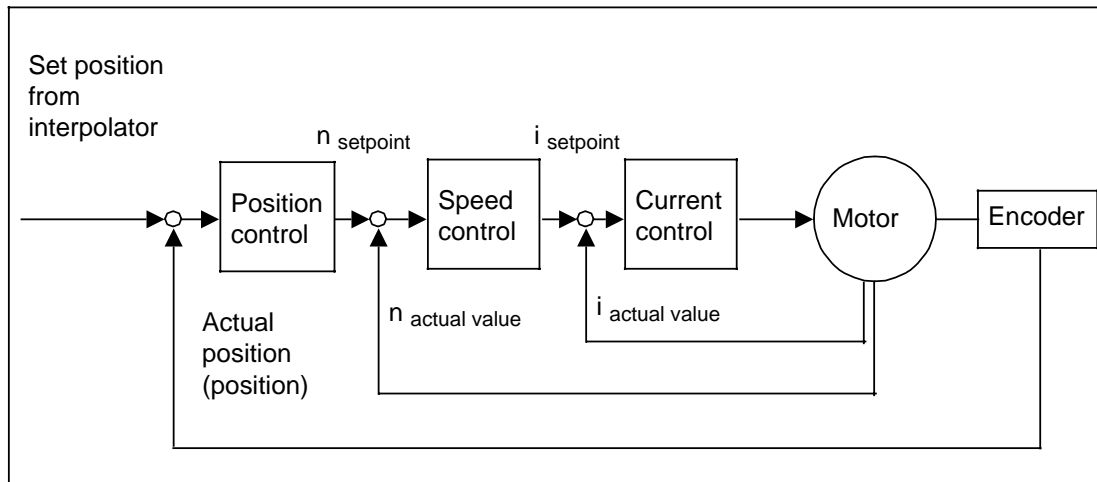 Set position
from
interpolator
n setpoint
i setpoint
Position
control
Speed
control
Current
control
Motor
Encoder
n actual value
i actual value
Actual
position
(position)